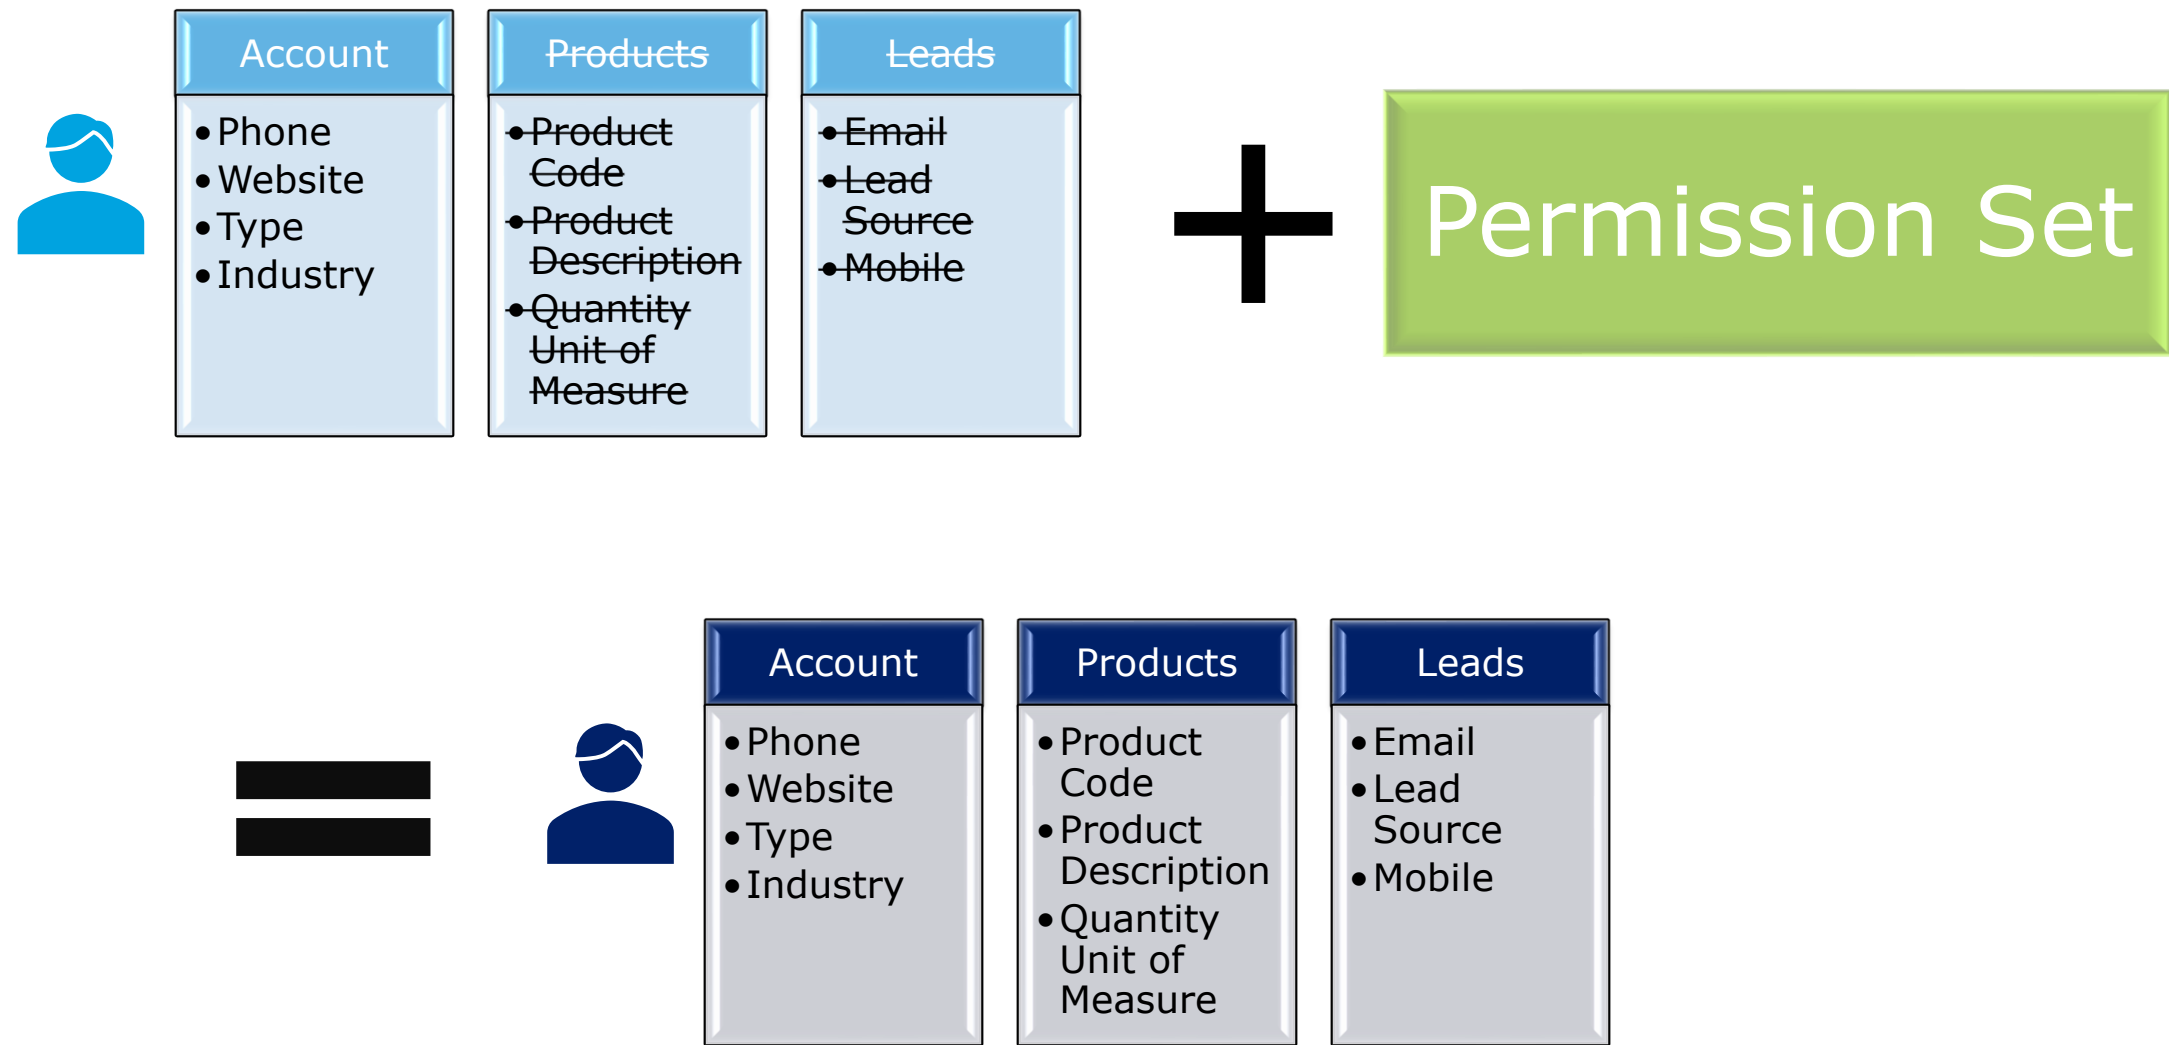 Account
• Phone
• Website
• Type
• Industry
Products
• Product
Code
• Product
Description
• Quantity
Unit of
Measure
Leads
• Email
• Lead
Source
• Mobile
+
Permission Set
=
Account
• Phone
• Website
• Type
• Industry
Products
• Product
Code
• Product
Description
• Quantity
Unit of
Measure
Leads
• Email
• Lead
Source
• Mobile